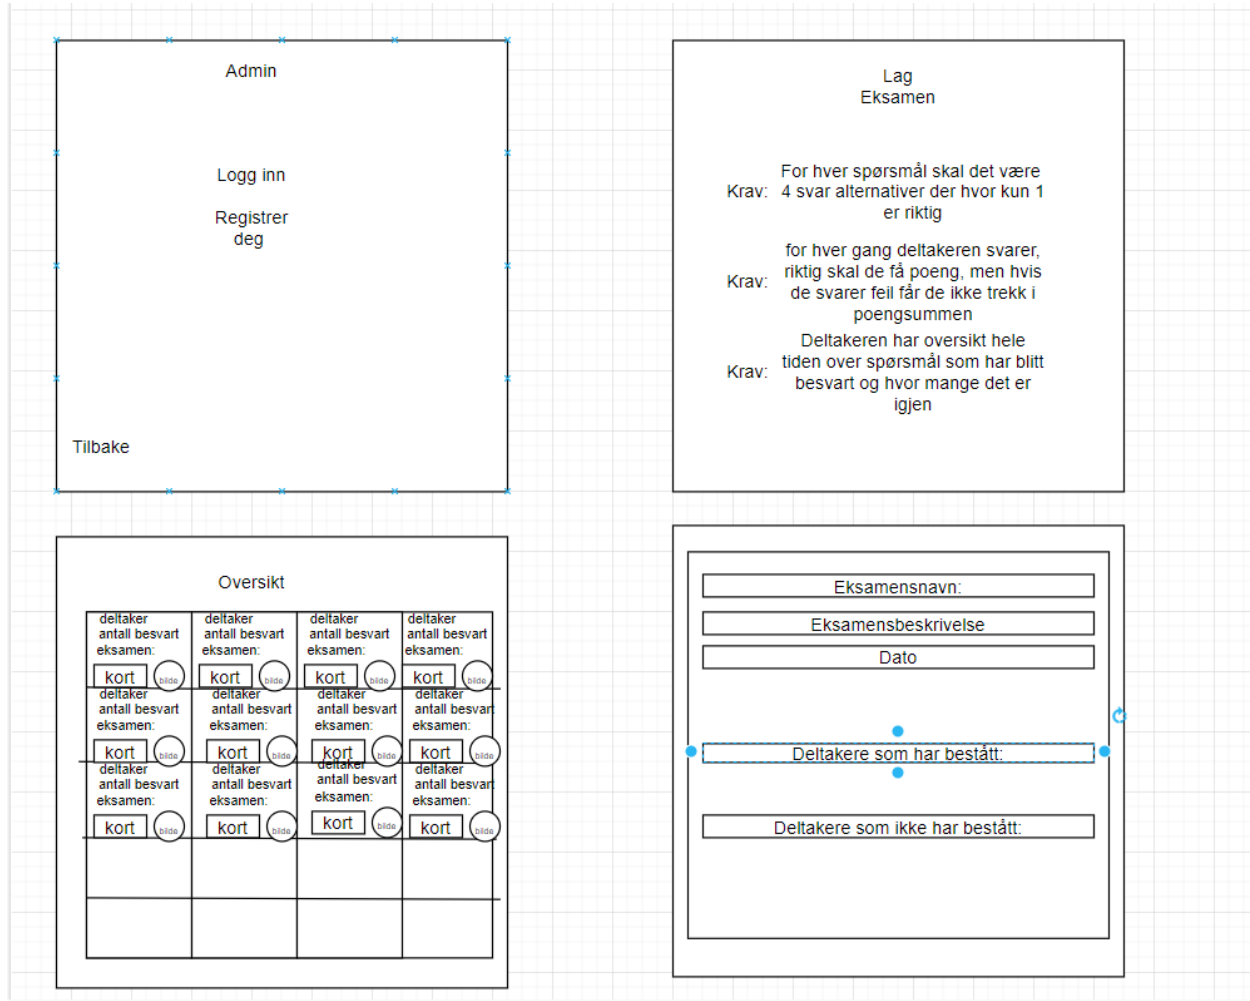 Admin
Logg inn
Registrer
deg
Tilbake
Lag
Eksamen
Krav:
For hver spørsmål skal det være
4 svar alternativer der hvor kun 1
er riktig
Krav:
for hver gang deltakeren svarer,
riktig skal de få poeng, men hvis
de svarer feil får de ikke trekk i
poengsummen
Krav:
Deltakeren har oversikt hele
tiden over spørsmål som har blitt
besvart og hvor mange det er
igjen
Oversikt
deltaker
antall besvart
eksamen:
kort
bilde
deltaker
antall besvart
eksamen:
kort
bilde
deltaker
antall besvart
eksamen:
kort
bilde
deltaker
antall besvart
eksamen:
kort
bilde
deltaker
antall besvart
eksamen:
kort
bilde
deltaker
antall besvart
eksamen:
kort
bilde
deltaker
antall besvart
eksamen:
kort
bilde
deltaker
antall besvart
eksamen:
kort
bilde
deltaker
antall besvart
eksamen:
kort
bilde
deltaker
antall besvart
eksamen:
kort
bilde
deltaker
antall besvart
eksamen:
kort
bilde
deltaker
antall besvart
eksamen:
kort
bilde
Eksamensnavn:
Eksamensbeskrivelse
Dato
Deltakere som har bestått:
Deltakere som ikke har bestått: